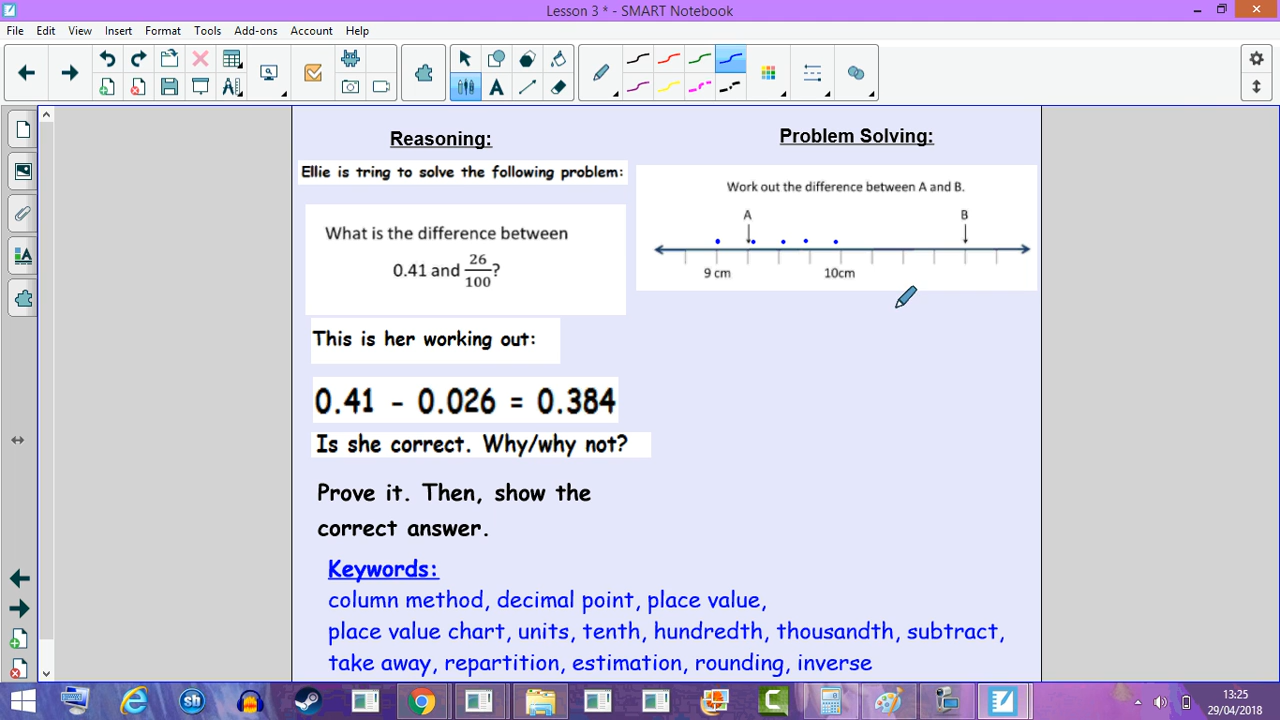 Lesson 3 * - SMART Notebook
File Edit View Insert Format Tools Add-ons Account Help
Reasoning:
Ellie is tring to solve the following problem:
What is the difference between
0.41 and 26/100?
This is her working out:
0.41 - 0.026 = 0.384
Is she correct. Why/why not?
Prove it. Then, show the
correct answer.
Problem Solving:
Work out the difference between A and B.
A B
9 cm 10cm
Keywords:
column method, decimal point, place value,
place value chart, units, tenth, hundredth, thousandth, subtract,
take away, repartition, estimation, rounding, inverse
13:25
29/04/2018